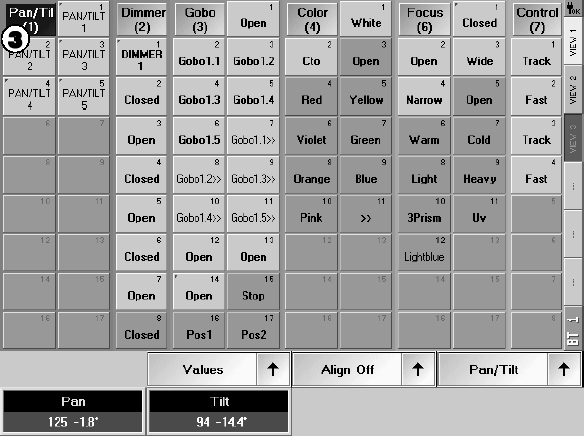 Pan/Til (1) 1 PAN/TILT 1 Dimmer (2) Gobo (3) 1 Open Color (4) 1 White Focus (6) 1 Closed Control (7)
3 2 PAN/TILT 2 3 PAN/TILT 3 1 DIMMER 1 2 Gobo1.1 3 Gobo1.2 2 Cto 3 Open 2 Open 3 Wide 1 Track
4 PAN/TILT 4 5 PAN/TILT 5 2 Closed 4 Gobo1.3 5 Gobo1.4 4 Red 5 Yellow 4 Narrow 5 Open 2 Fast
6 7 3 Open 6 Gobo1.5 7 Gobo1.1>> 6 Violet 7 Green 6 Warm 7 Cold 3 Track
8 9 4 Closed 8 Gobo1.2>> 9 Gobo1.3>> 8 Orange 9 Blue 8 Light 9 Heavy 4 Fast
10 11 5 Open 10 Gobo1.4>> 11 Gobo1.5>> 10 Pink 11 >> 10 3Prism 11 Uv 5
12 13 6 Closed 12 Open 13 Open 12 13 12 Lightblue 13 6
14 15 7 Open 14 Open 15 Stop 14 15 14 15 7
16 17 8 Closed 16 Pos1 17 Pos2 16 17 16 17 8
VIEW 1
VIEW 2
VIEW 3
...
...
...
BT 1
Values Align Off Pan/Tilt
Pan Tilt
125 -1.8° 94 -14.4°